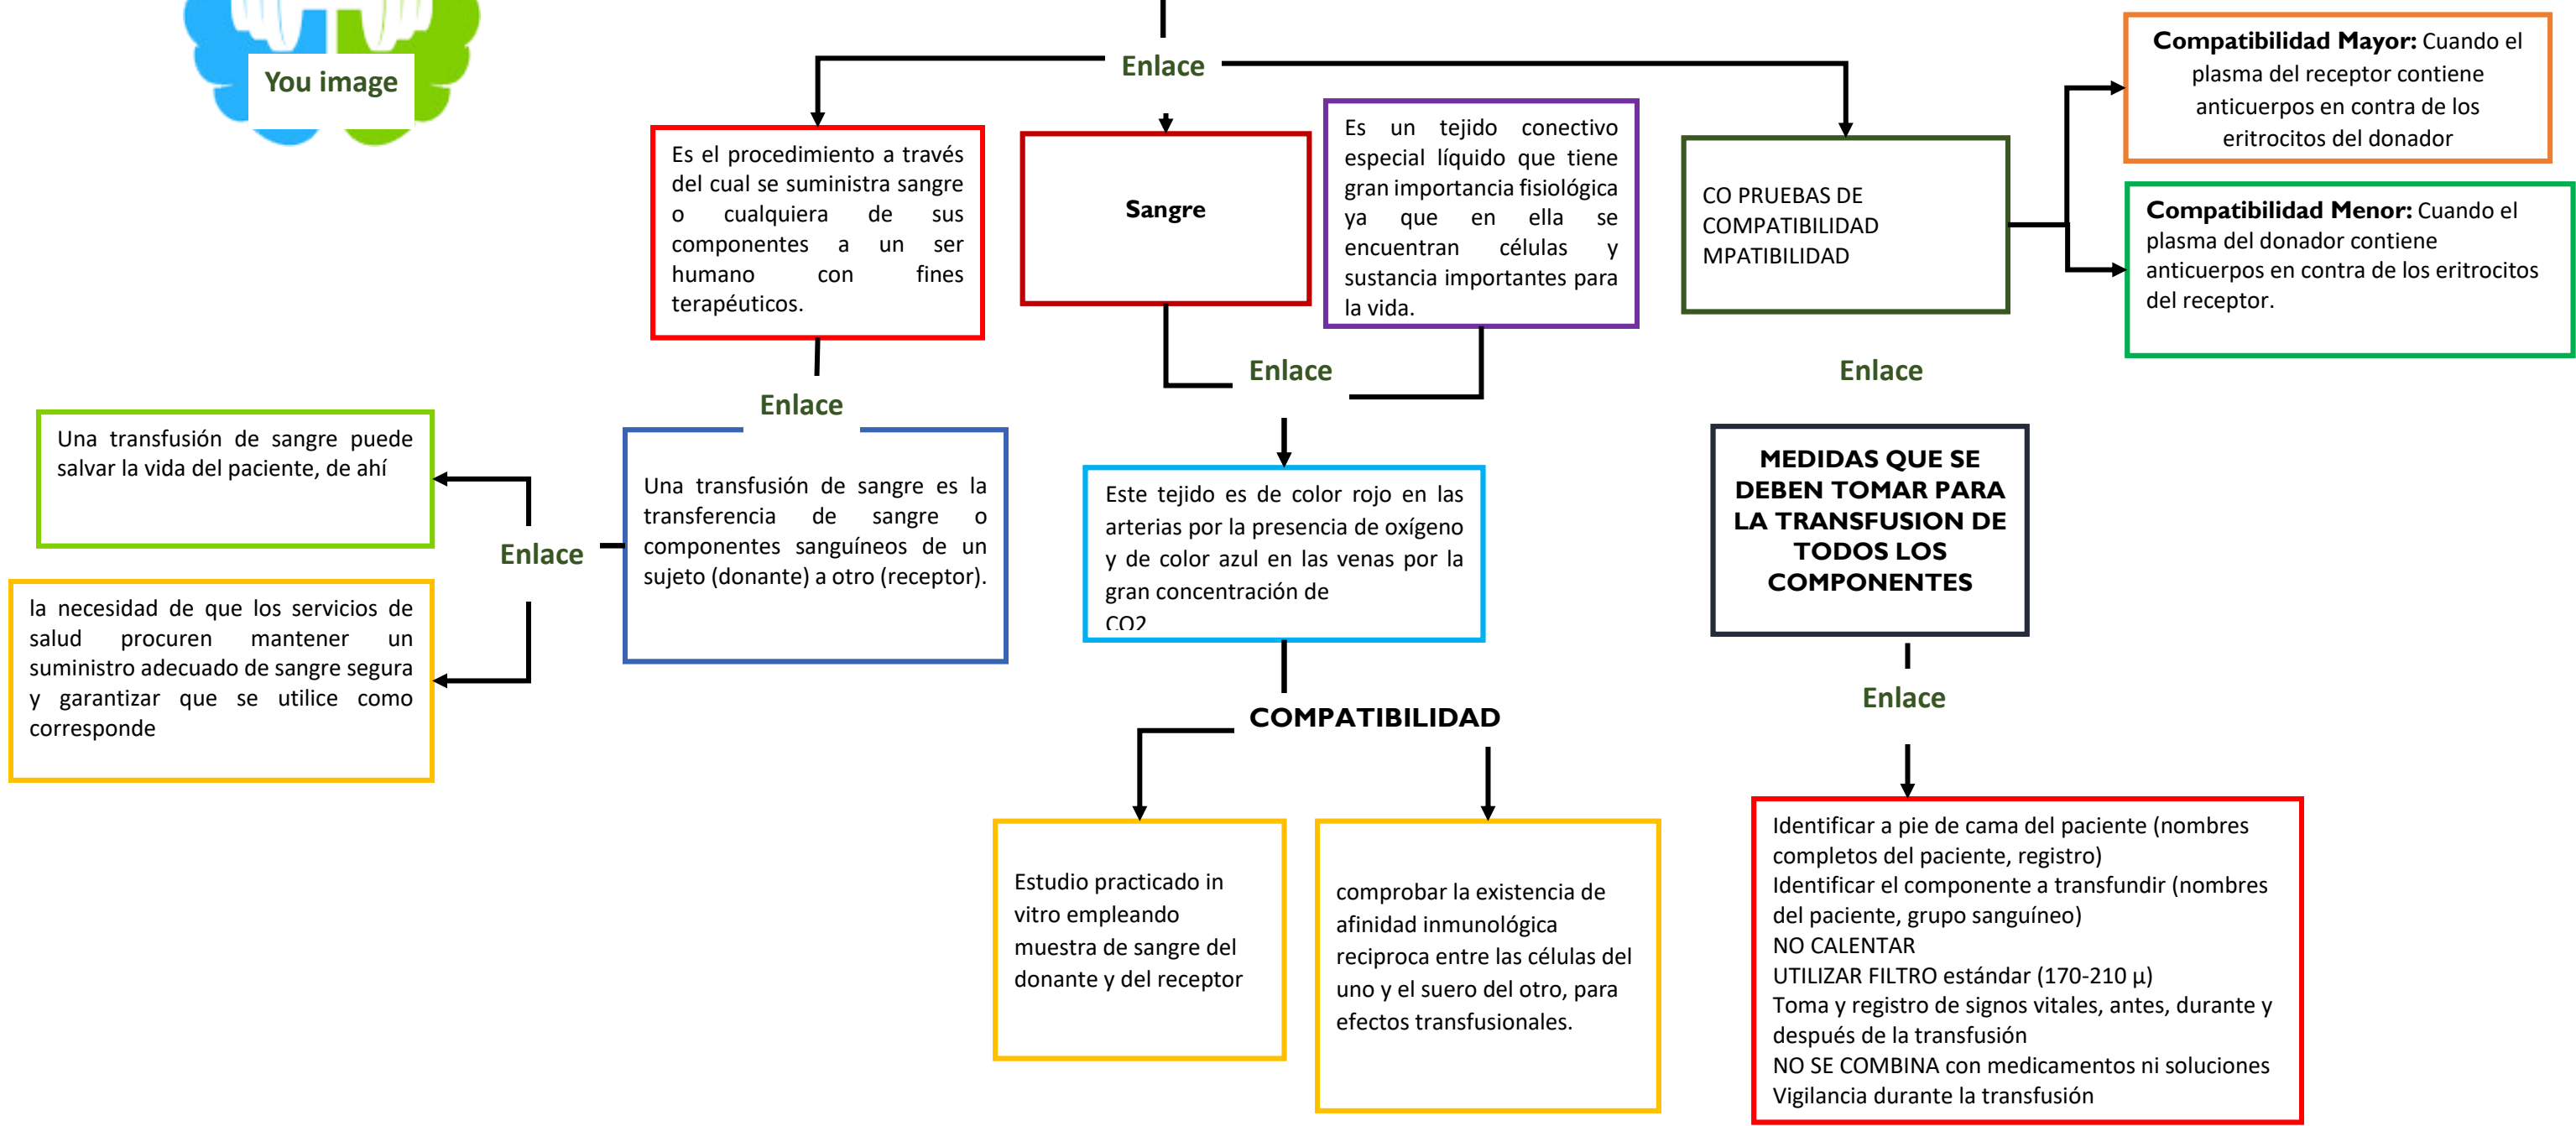 You image
Enlace
Es el procedimiento a través
del cual se suministra sangre
o cualquiera de sus
componentes a un ser
humano con fines
terapéuticos.
Sangre
Es un tejido conectivo
especial líquido que tiene
gran importancia fisiológica
ya que en ella se
encuentran células y
sustancia importantes para
la vida.
CO PRUEBAS DE
COMPATIBILIDAD
MPATIBILIDAD
Compatibilidad Mayor: Cuando el
plasma del receptor contiene
anticuerpos en contra de los
eritrocitos del donador
Compatibilidad Menor: Cuando el
plasma del donador contiene
anticuerpos en contra de los eritrocitos
del receptor.
Enlace
Enlace
Enlace
Una transfusión de sangre puede
salvar la vida del paciente, de ahí
Enlace
la necesidad de que los servicios de
salud procuren mantener un
suministro adecuado de sangre segura
y garantizar que se utilice como
corresponde
Una transfusión de sangre es la
transferencia de sangre o
componentes sanguíneos de un
sujeto (donante) a otro (receptor).
Este tejido es de color rojo en las
arterias por la presencia de oxígeno
y de color azul en las venas por la
gran concentración de
CO2
MEDIDAS QUE SE
DEBEN TOMAR PARA
LA TRANSFUSION DE
TODOS LOS
COMPONENTES
Enlace
COMPATIBILIDAD
Estudio practicado in
vitro empleando
muestra de sangre del
donante y del receptor
comprobar la existencia de
afinidad inmunológica
reciproca entre las células del
uno y el suero del otro, para
efectos transfusionales.
Identificar a pie de cama del paciente (nombres
completos del paciente, registro)
Identificar el componente a transfundir (nombres
del paciente, grupo sanguíneo)
NO CALENTAR
UTILIZAR FILTRO estándar (170-210 µ)
Toma y registro de signos vitales, antes, durante y
después de la transfusión
NO SE COMBINA con medicamentos ni soluciones
Vigilancia durante la transfusión